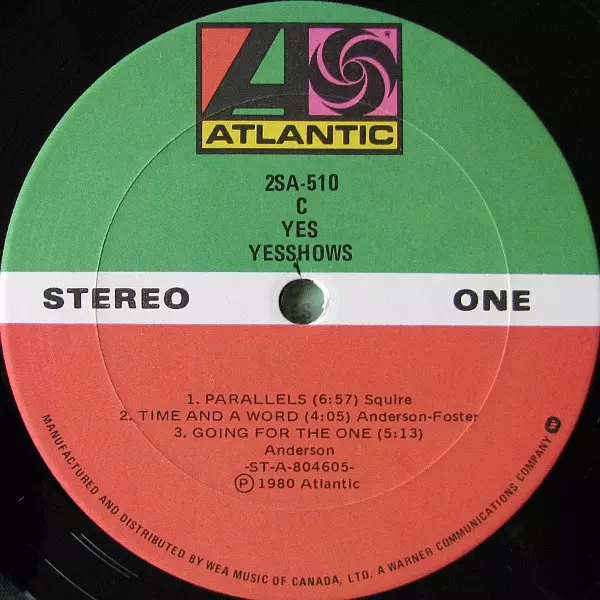 ATLANTIC
2SA-510
C
YES
YESSHOWS
STEREO ONE
1. PARALLELS (6:57) Squire
2. TIME AND A WORD (4:05) Anderson-Foster
3. GOING FOR THE ONE (5:13)
Anderson
-ST-A-804605-
Ⓟ 1980 Atlantic
MANUFACTURED AND DISTRIBUTED BY WEA MUSIC OF CANADA, LTD. A WARNER COMMUNICATIONS COMPANY